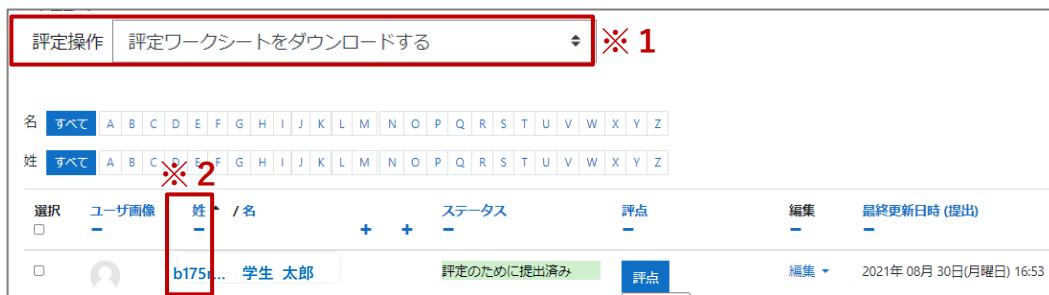 評定操作 評定ワークシートをダウンロードする ※ 1
名 すべて A B C D E F G H I J K L M N O P Q R S T U V W X Y Z
姓 すべて A B C D E F G H I J K L M N O P Q R S T U V W X Y Z
※ 2
選択 ユーザ画像 姓 / 名 ステータス 評点 編集 最終更新日時 (提出)
b175r... 学生 太郎 評定のために提出済み 評点 編集 2021年 08月 30日(月曜日) 16:53